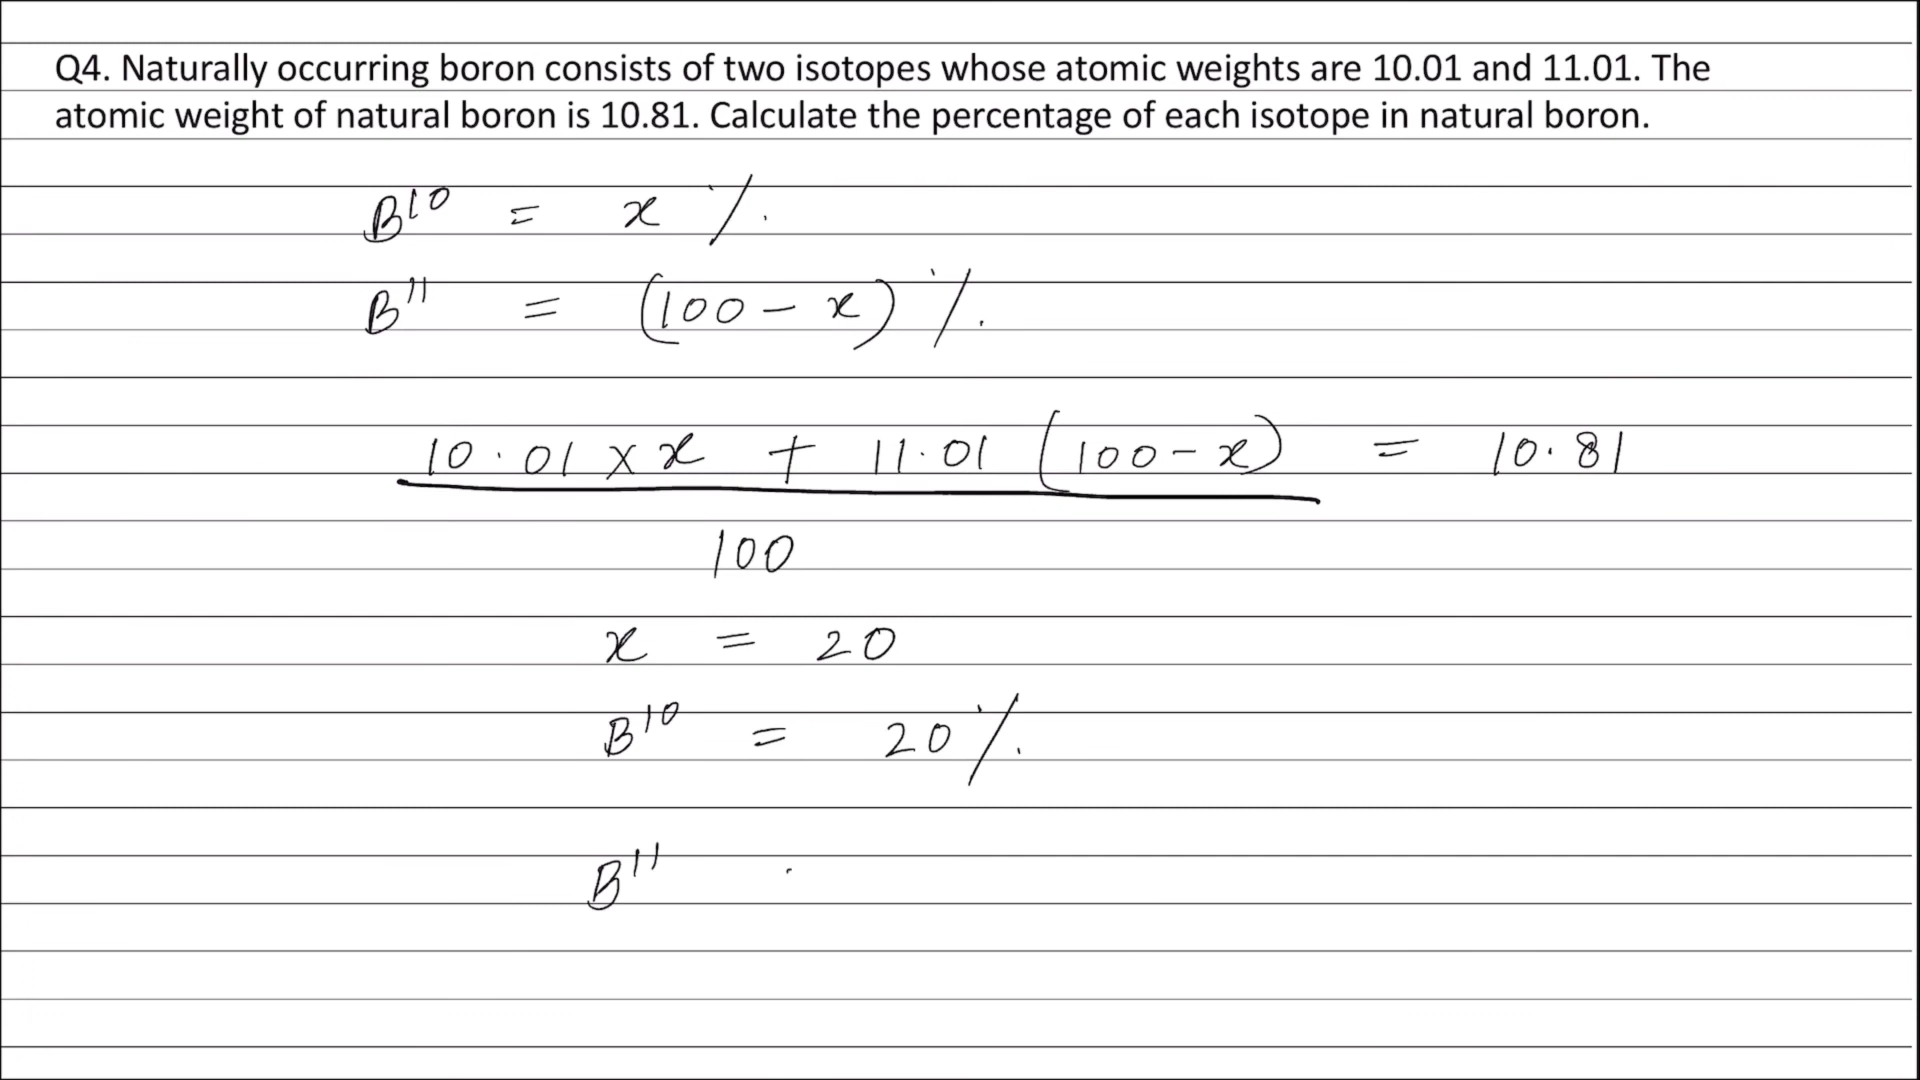 Q4. Naturally occurring boron consists of two isotopes whose atomic weights are 10.01 and 11.01. The
atomic weight of natural boron is 10.81. Calculate the percentage of each isotope in natural boron.
B¹⁰ = x %.
B¹¹ = (100 - x) %.
10.01 × x + 11.01 (100 - x) = 10.81
100
x = 20
B¹⁰ = 20 %.
B¹¹